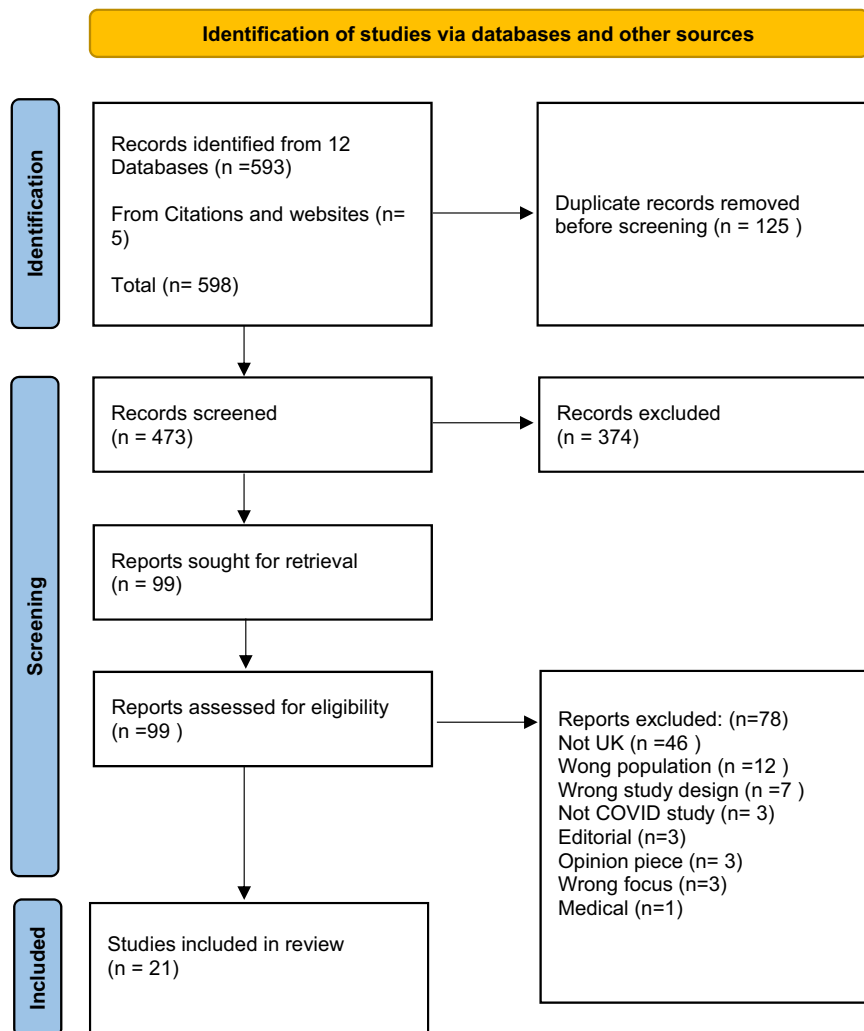 Identification of studies via databases and other sources
Identification
Records identified from 12
Databases (n =593)
From Citations and websites (n=
5)
Total (n= 598)
Duplicate records removed
before screening (n = 125 )
Screening
Records screened
(n = 473)
Records excluded
(n = 374)
Reports sought for retrieval
(n = 99)
Reports assessed for eligibility
(n =99 )
Reports excluded: (n=78)
Not UK (n =46 )
Wong population (n =12 )
Wrong study design (n =7 )
Not COVID study (n= 3)
Editorial (n=3)
Opinion piece (n= 3)
Wrong focus (n=3)
Medical (n=1)
Included
Studies included in review
(n = 21)